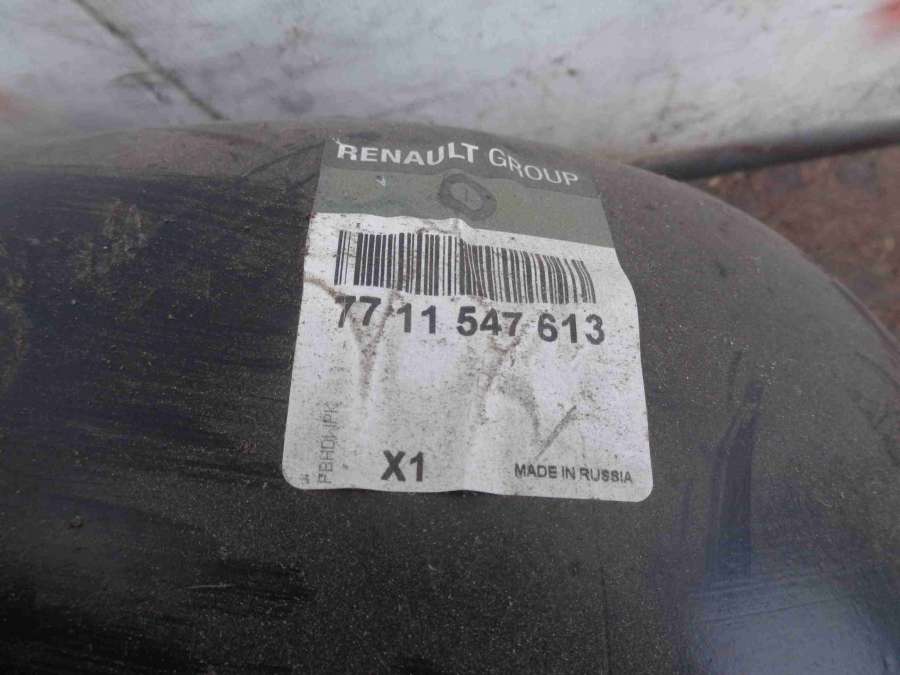 RENAULT GROUP
77 11 547 613
X1
MADE IN RUSSIA